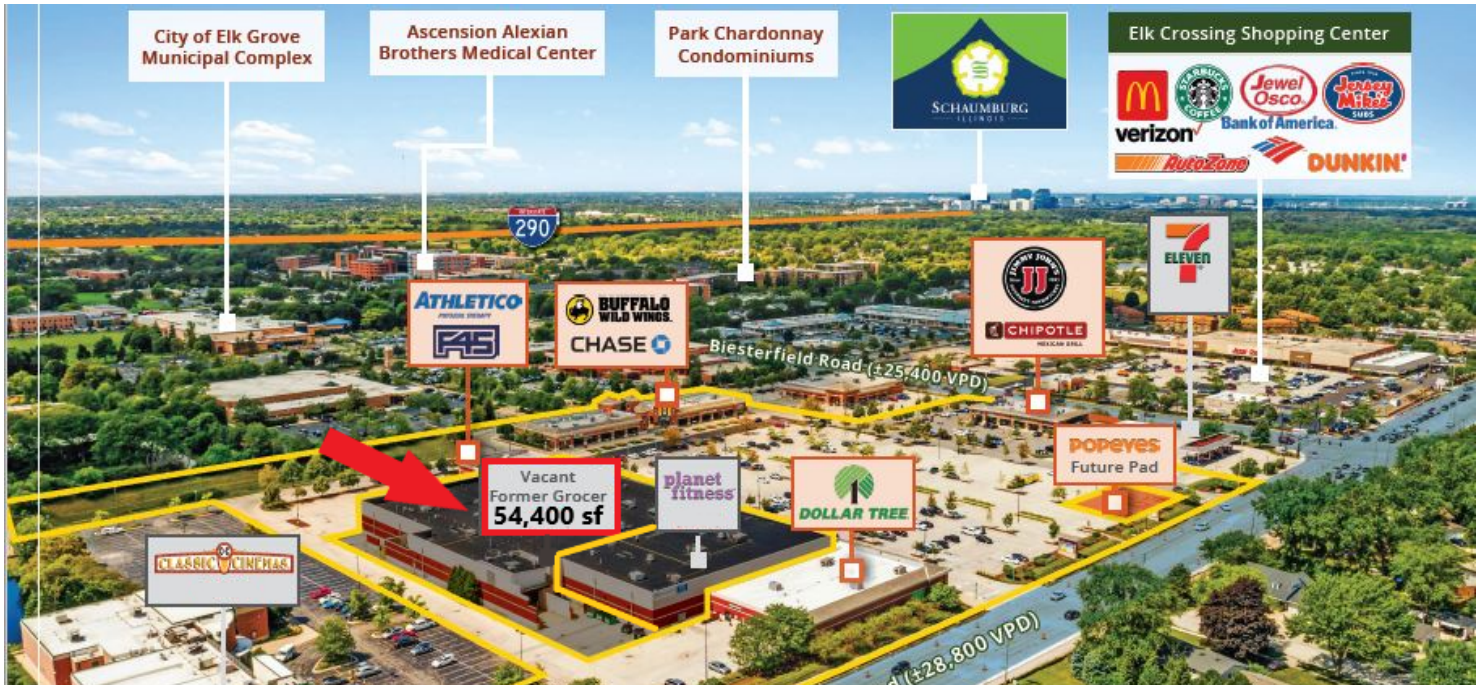 City of Elk Grove
Municipal Complex
Ascension Alexian
Brothers Medical Center
Park Chardonnay
Condominiums
SCHAUMBURG
ILLINOIS
Elk Crossing Shopping Center
STARBUCKS
COFFEE
Jewel
Osco
Jersey
Mike's
SUBS
verizon
Bank of America
AutoZone
DUNKIN'
290
7
ELEVEN
ATHLETICO
PHYSICAL THERAPY
F45
BUFFALO
WILD WINGS
CHASE
JIMMY JOHN'S
JJ
CHIPOTLE
MEXICAN GRILL
Biesterfield Road (±25,400 VPD)
POPEYES
Future Pad
Vacant
Former Grocer
54,400 sf
planet
fitness
1
DOLLAR TREE
CLASSIC CINEMAS
(±28,800 VPD)